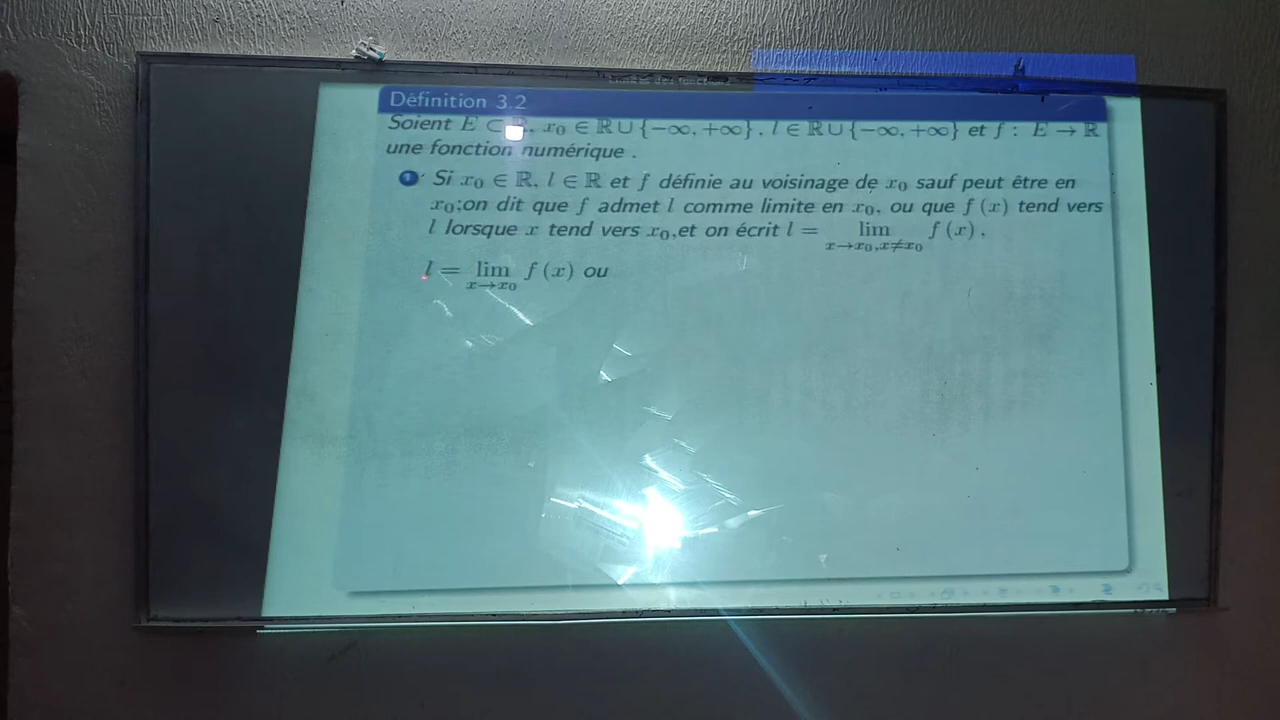 Définition 3.2
Soient E ⊂ ℝ, x₀ ∈ ℝ ∪ {−∞, +∞}, l ∈ ℝ ∪ {−∞, +∞} et f : E → ℝ
une fonction numérique .
1 Si x₀ ∈ ℝ, l ∈ ℝ et f définie au voisinage de x₀ sauf peut être en
x₀;on dit que f admet l comme limite en x₀, ou que f (x) tend vers
l lorsque x tend vers x₀,et on écrit l = lim x→x₀,x≠x₀ f (x) ,
l = lim x→x₀ f (x) ou